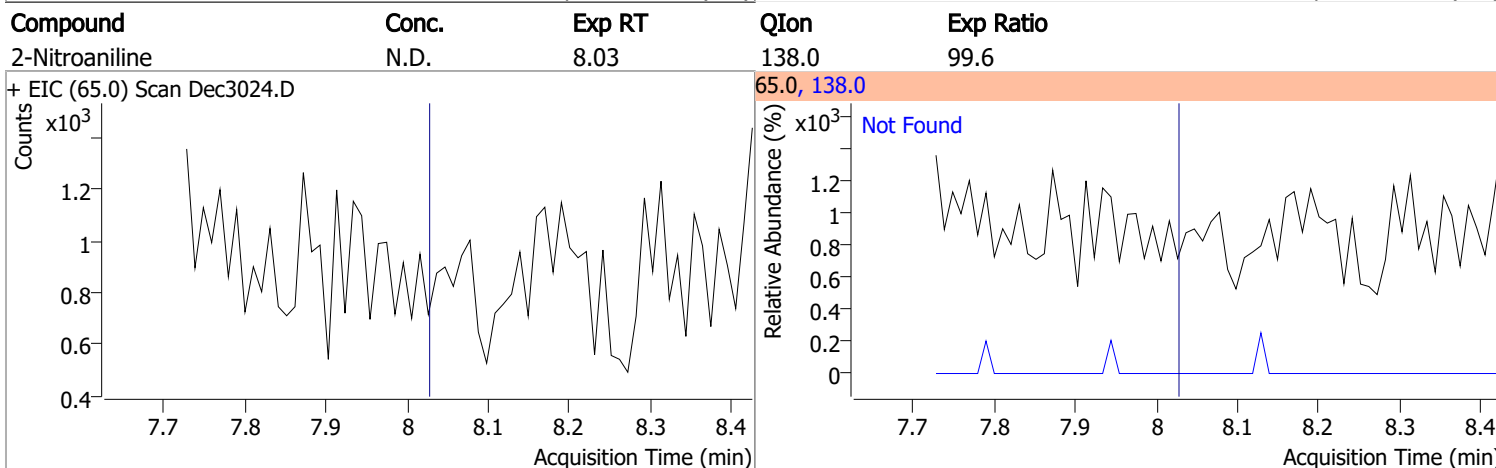 Compound Conc. Exp RT QIon Exp Ratio
2-Nitroaniline N.D. 8.03 138.0 99.6
+ EIC (65.0) Scan Dec3024.D
Counts
x10³
1.2
1
0.8
0.6
0.4
7.7 7.8 7.9 8 8.1 8.2 8.3 8.4
Acquisition Time (min)
65.0, 138.0
Relative Abundance (%)
x10³
Not Found
1.2
1
0.8
0.6
0.4
0.2
0
7.7 7.8 7.9 8 8.1 8.2 8.3 8.4
Acquisition Time (min)